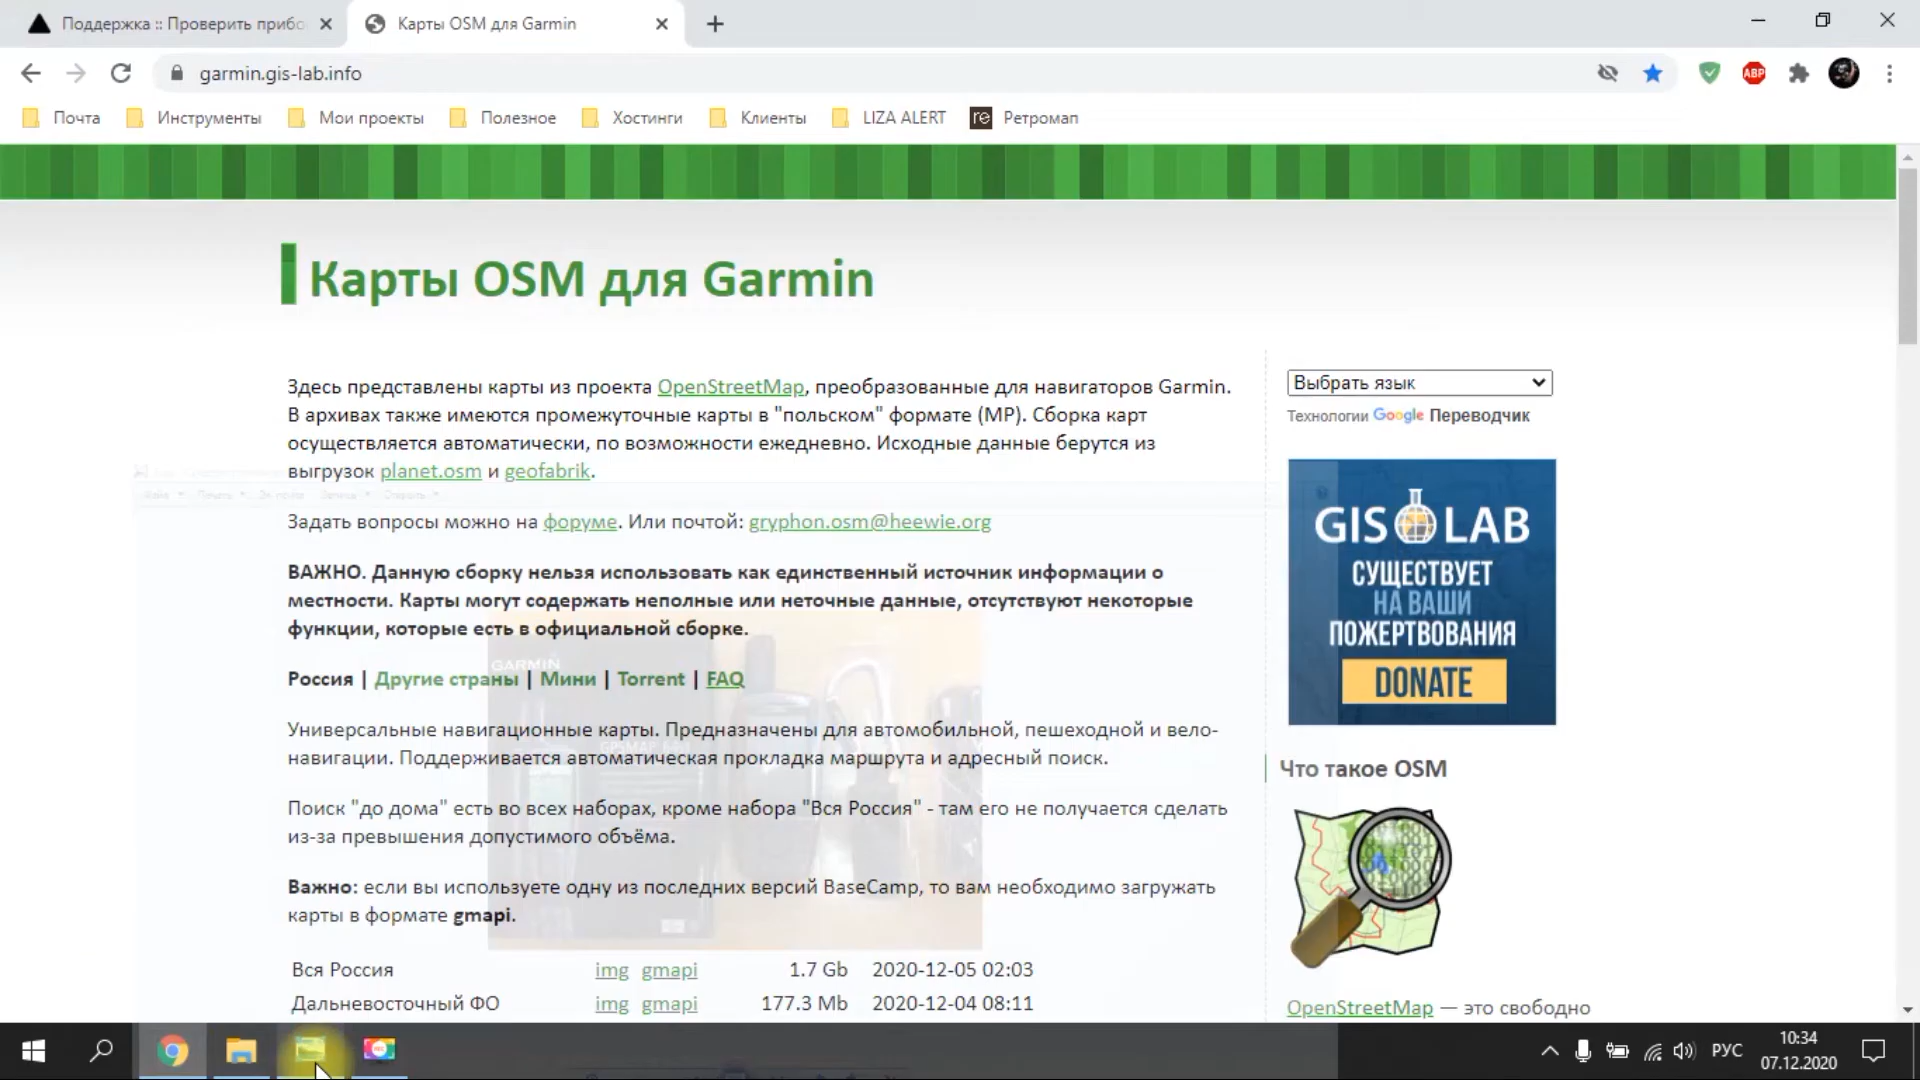 Поддержка :: Проверить прибо
Карты OSM для Garmin
garmin.gis-lab.info
ABP
Почта
Инструменты
Мои проекты
Полезное
Хостинги
Клиенты
LIZA ALERT
re
Ретромап
Карты OSM для Garmin
Здесь представлены карты из проекта OpenStreetMap, преобразованные для навигаторов Garmin.
В архивах также имеются промежуточные карты в "польском" формате (MP). Сборка карт
осуществляется автоматически, по возможности ежедневно. Исходные данные берутся из
выгрузок planet.osm и geofabrik.
Задать вопросы можно на форуме. Или почтой: gryphon.osm@heewie.org
ВАЖНО. Данную сборку нельзя использовать как единственный источник информации о
местности. Карты могут содержать неполные или неточные данные, отсутствуют некоторые
функции, которые есть в официальной сборке.
GARMIN
Россия | Другие страны | Мини | Torrent | FAQ
Универсальные навигационные карты. Предназначены для автомобильной, пешеходной и вело-
навигации. Поддерживается автоматическая прокладка маршрута и адресный поиск.
Поиск "до дома" есть во всех наборах, кроме набора "Вся Россия" - там его не получается сделать
из-за превышения допустимого объёма.
Важно: если вы используете одну из последних версий BaseCamp, то вам необходимо загружать
карты в формате gmapi.
Вся Россия img gmapi 1.7 Gb 2020-12-05 02:03
Дальневосточный ФО img gmapi 177.3 Mb 2020-12-04 08:11
Выбрать язык
Технологии Google Переводчик
GIS LAB
СУЩЕСТВУЕТ
НА ВАШИ
ПОЖЕРТВОВАНИЯ
DONATE
Что такое OSM
OpenStreetMap — это свободно
РУС
10:34
07.12.2020